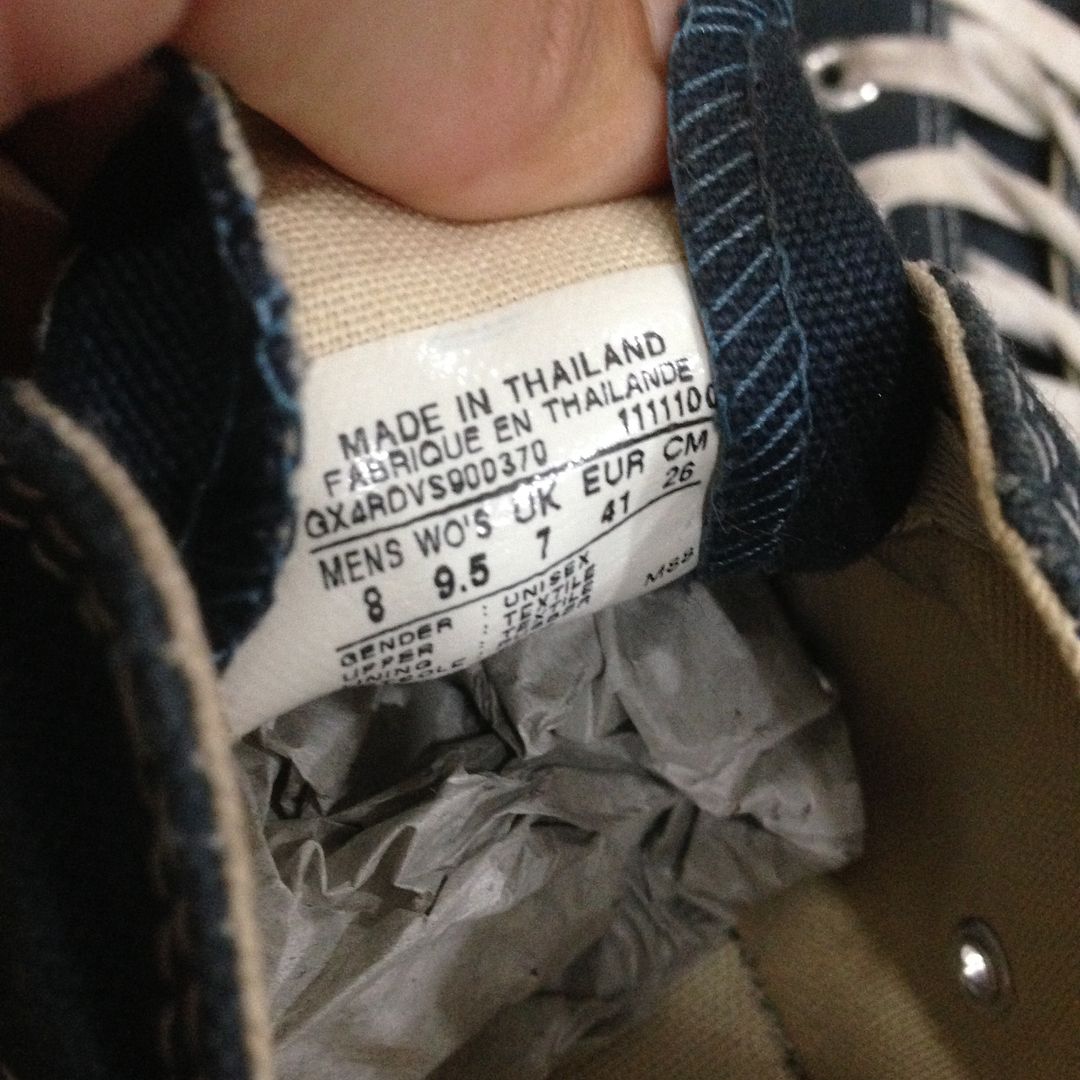 MADE IN THAILAND
FABRIQUE EN THAILANDE
GX4RDVS900370 111110
MENS WO'S UK EUR CM
8 9.5 7 41 26
GENDER ... UNISEX M88
UPPER